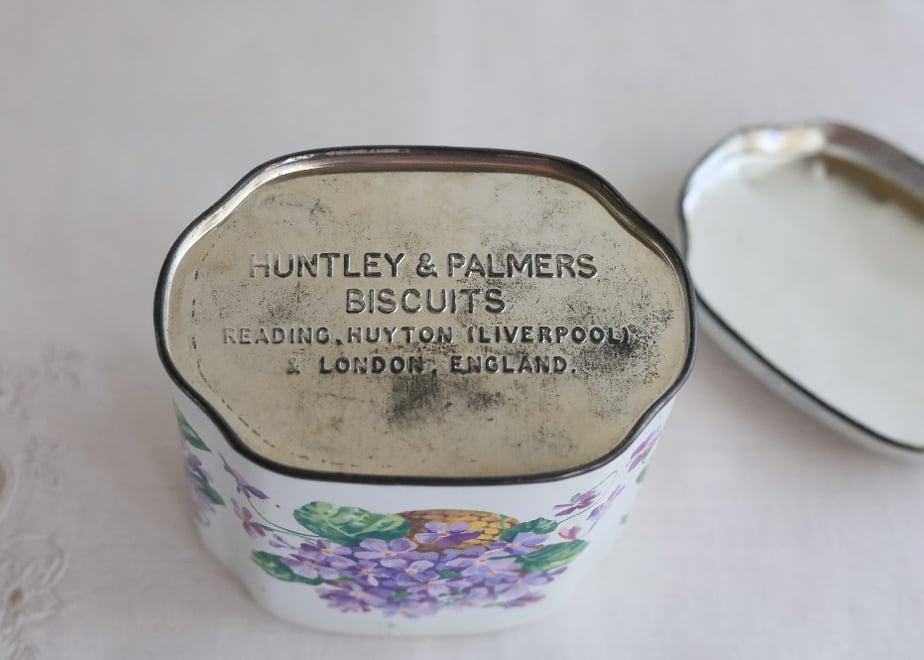 HUNTLEY & PALMERS
BISCUITS
READING, HUYTON (LIVERPOOL)
& LONDON, ENGLAND.